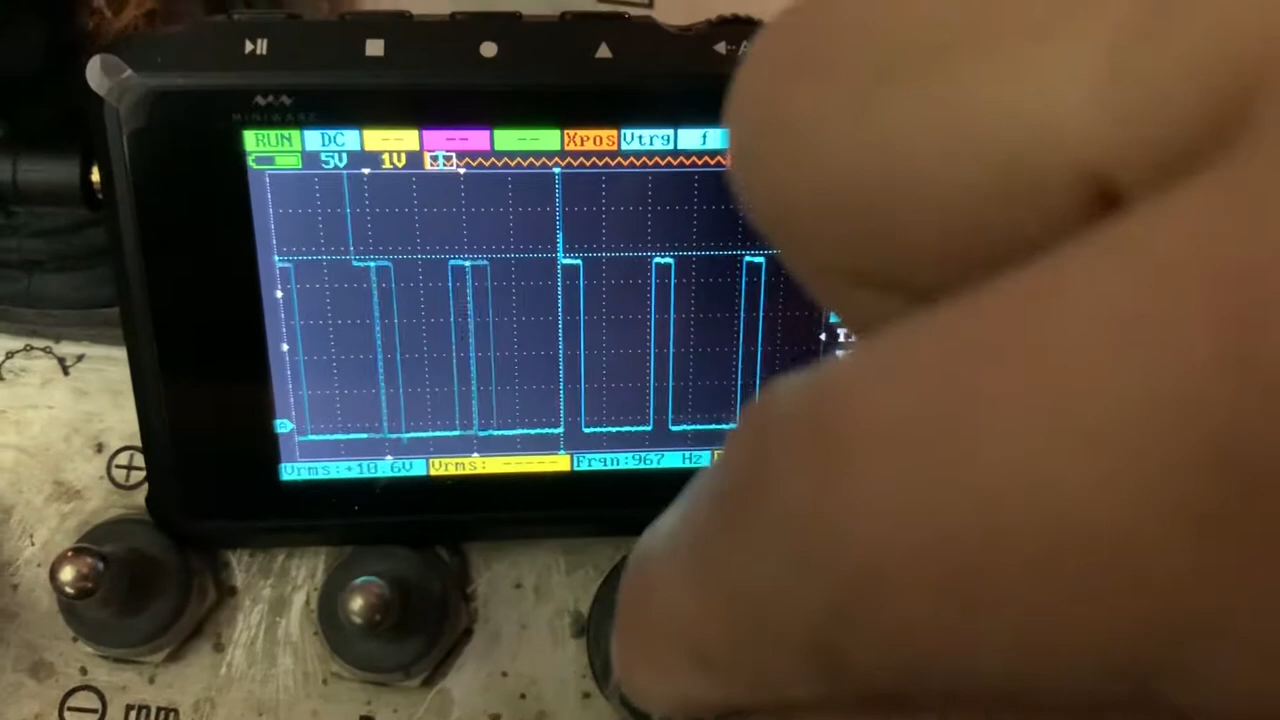 MINIWARE
RUN DC -- -- -- Xpos Vtrg f
5V 1V T
A
Vrms:+10.6V Vrms: ----- Frqn:967 Hz
rpm